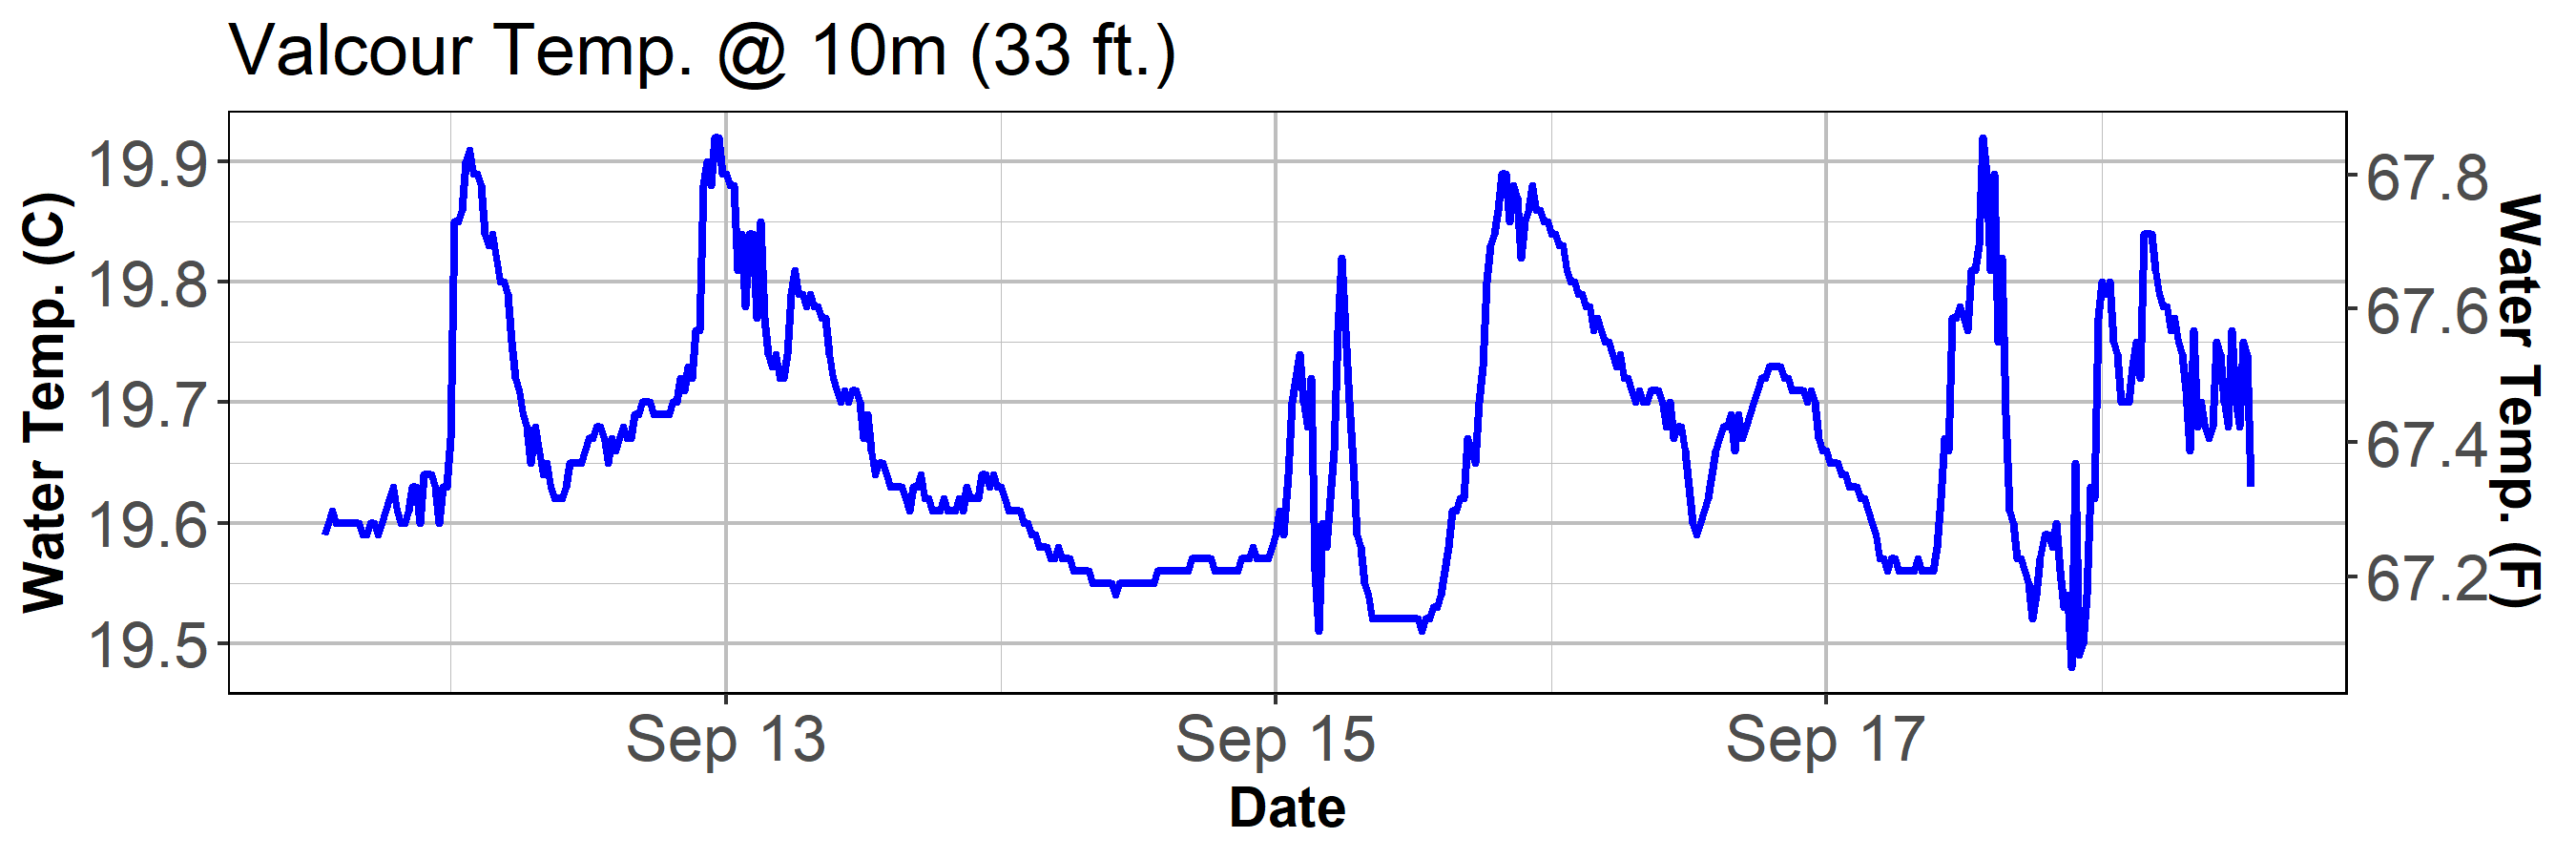 Valcour Temp. @ 10m (33 ft.)
Water Temp. (C)
19.9
19.8
19.7
19.6
19.5
67.8
67.6
67.4
67.2
Water Temp. (F)
Sep 13
Sep 15
Sep 17
Date